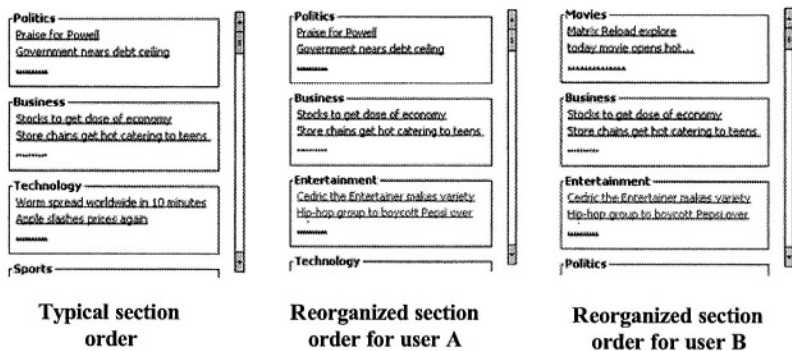 Politics
Praise for Powell
Government nears debt ceiling
Business
Stocks to get dose of economy
Store chains get hot catering to teens
Technology
Worm spread worldwide in 10 minutes
Apple slashes prices again
Sports
Typical section
order
Politics
Praise for Powell
Government nears debt ceiling
Business
Stocks to get dose of economy
Store chains get hot catering to teens
Entertainment
Cedric the Entertainer makes variety
Hip-hop group to boycott Pepsi over
Technology
Reorganized section
order for user A
Movies
Matrix Reload explore
today movie opens hot...
Business
Stocks to get dose of economy
Store chains get hot catering to teens
Entertainment
Cedric the Entertainer makes variety
Hip-hop group to boycott Pepsi over
Politics
Reorganized section
order for user B